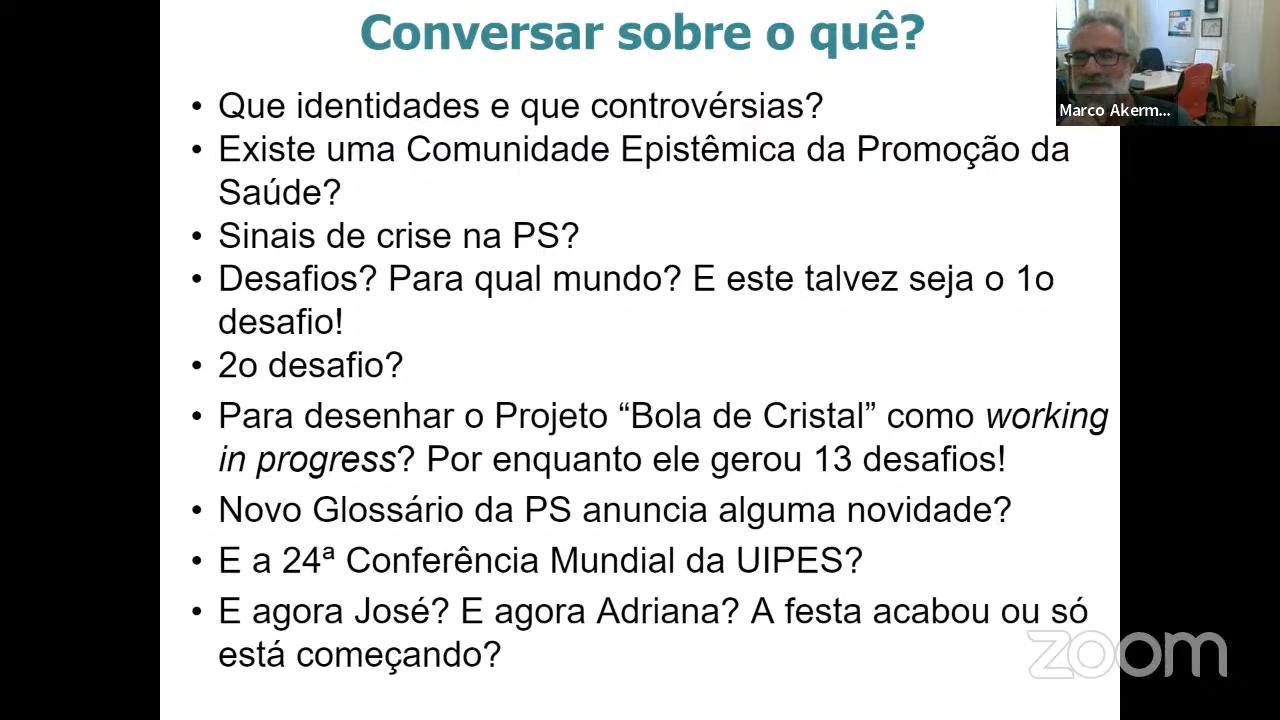 Conversar sobre o quê?
• Que identidades e que controvérsias?
• Existe uma Comunidade Epistêmica da Promoção da
Saúde?
• Sinais de crise na PS?
• Desafios? Para qual mundo? E este talvez seja o 1o
desafio!
• 2o desafio?
• Para desenhar o Projeto “Bola de Cristal” como working
in progress? Por enquanto ele gerou 13 desafios!
• Novo Glossário da PS anuncia alguma novidade?
• E a 24ª Conferência Mundial da UIPES?
• E agora José? E agora Adriana? A festa acabou ou só
está começando?
Marco Akerm...
zoom